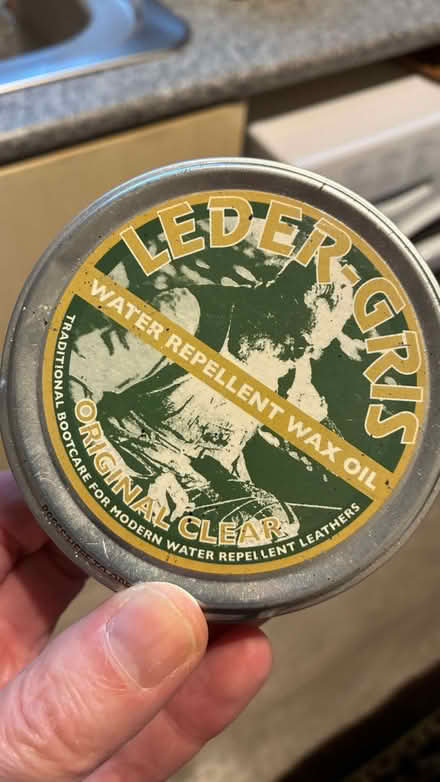 LEDER-GRIS
WATER REPELLENT WAX OIL
ORIGINAL CLEAR
TRADITIONAL BOOTCARE FOR MODERN WATER REPELLENT LEATHERS